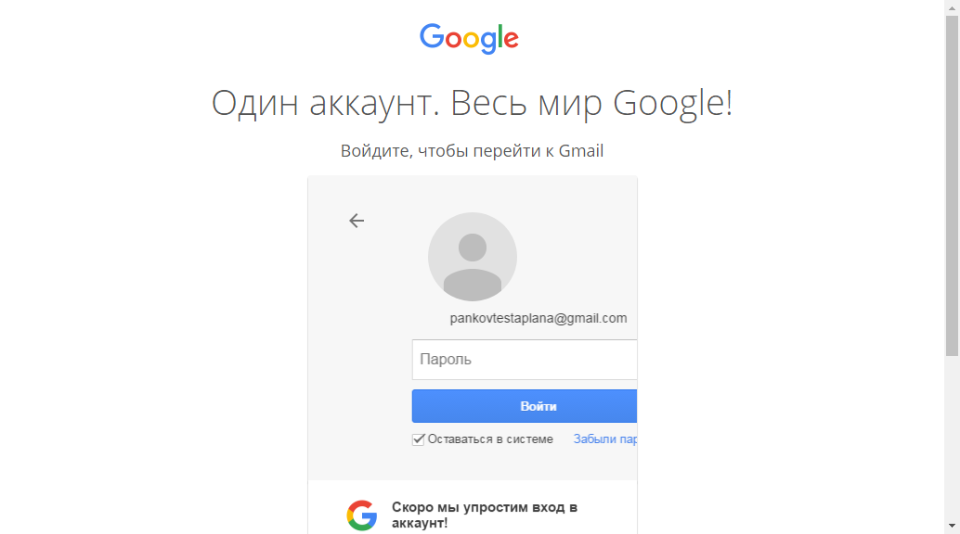 Google
Один аккаунт. Весь мир Google!
Войдите, чтобы перейти к Gmail
pankovtestaplana@gmail.com
Пароль
Войти
Оставаться в системе Забыли пар
Скоро мы упростим вход в
аккаунт!